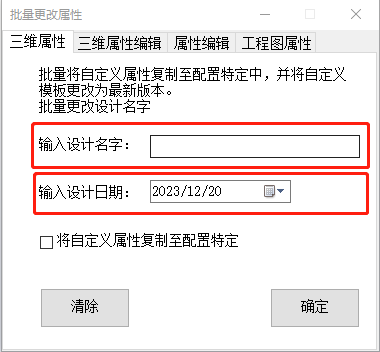 批量更改属性
三维属性 三维属性编辑 属性编辑 工程图属性
批量将自定义属性复制至配置特定中，并将自定义
模板更改为最新版本。
批量更改设计名字
输入设计名字：
输入设计日期： 2023/12/20
将自定义属性复制至配置特定
清除 确定